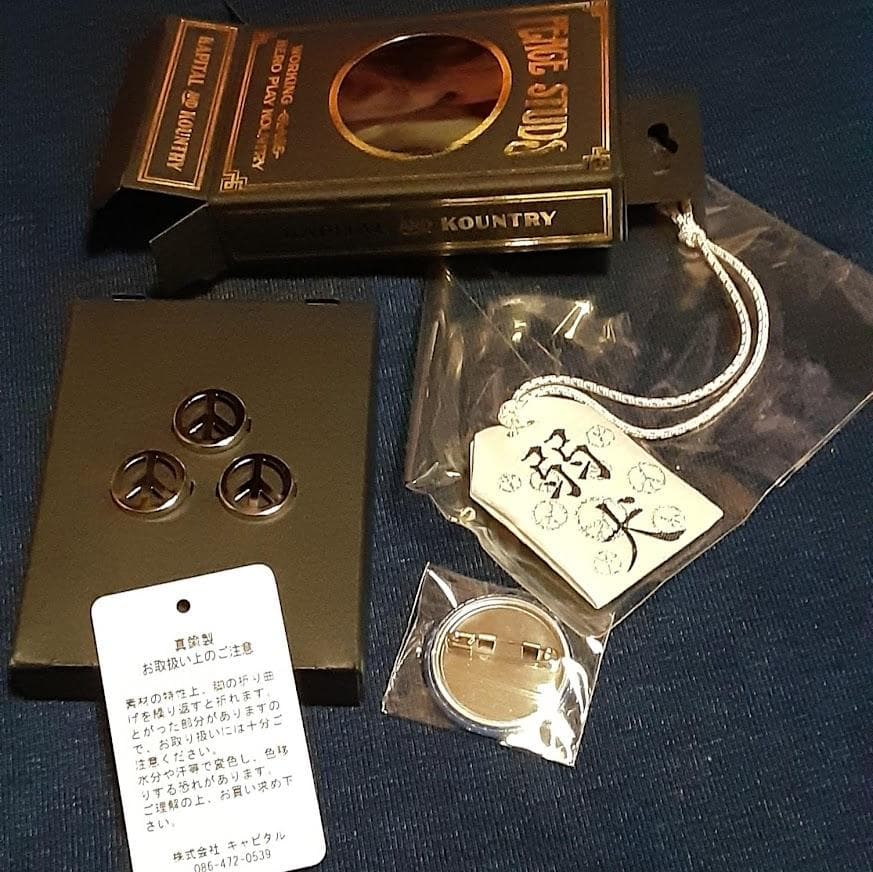 PEACE STUDS
WORKING
HERO PLAY KOUNTRY
KAPITAL AND KOUNTRY
KAPITAL AND KOUNTRY
弱
犬
真鍮製
お取扱い上のご注意
素材の特性上、脚の折り曲
げを繰り返すと折れます。
とがった部分がありますの
で、お取り扱いには十分ご
注意ください。
水分や汗等で変色し、色移
りする恐れがあります。
ご理解の上、お買い求め下
さい。
株式会社 キャピタル
086-472-0539